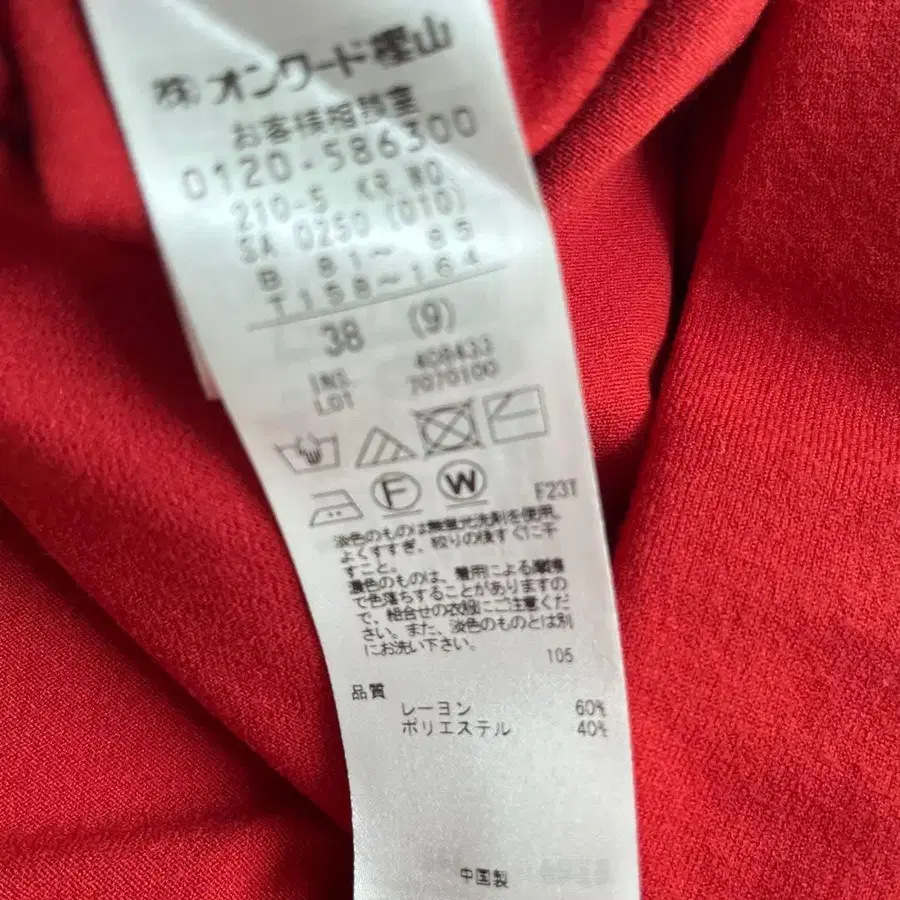 (株)オンワード樫山
お客様相談室
0120-586300
210-5 KR WO
SA 0250 (010)
B 81~ 85
T158~164
38 (9)
INS. 408433
LOT 7070100
F W
F23T
淡色のものは無蛍光洗剤を使用。
よくすすぎ、絞りの後すぐに干
すこと。
濃色のものは、着用による摩擦
で色落ちすることがありますの
で、組合せの衣服にご注意くだ
さい。また、淡色のものとは別
にお洗い下さい。
105
品質
レーヨン 60%
ポリエステル 40%
中国製